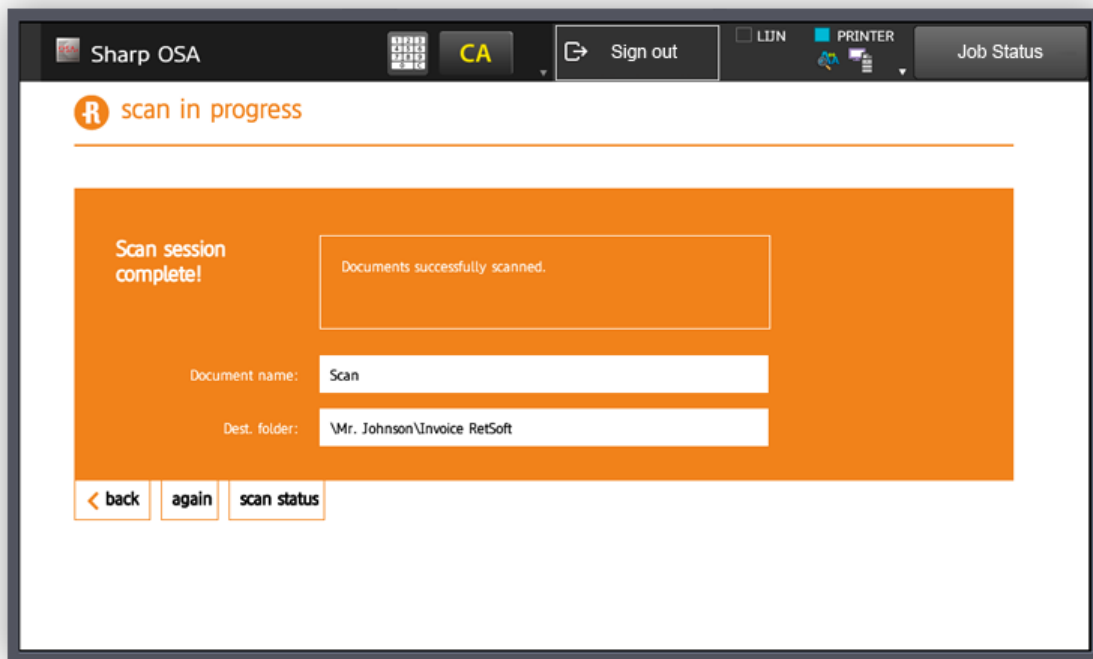 Sharp OSA
CA
Sign out
LIJN
PRINTER
Job Status
scan in progress
Scan session
complete!
Documents successfully scanned.
Document name:
Scan
Dest. folder:
\Mr. Johnson\Invoice RetSoft
back
again
scan status